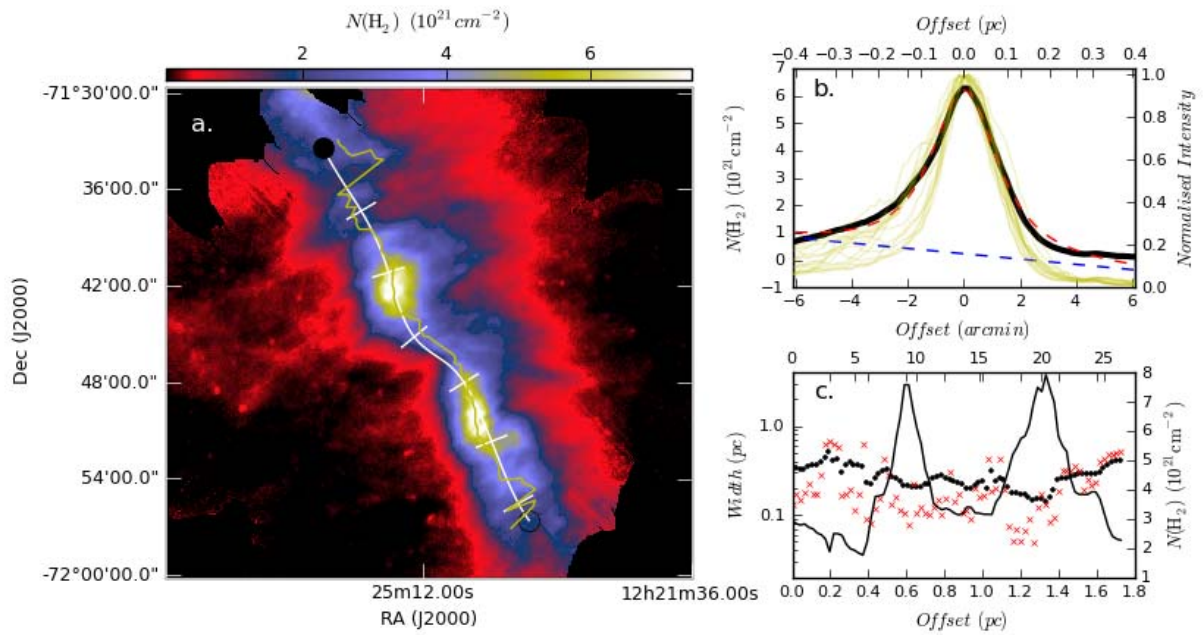 N(H₂) (10²¹cm⁻²)
2 4 6
a.
-71°30'00.0"
36'00.0"
42'00.0"
48'00.0"
54'00.0"
-72°00'00.0"
Dec (J2000)
25m12.00s 12h21m36.00s
RA (J2000)
Offset (pc)
-0.4 -0.3 -0.2 -0.1 0.0 0.1 0.2 0.3 0.4
b.
7
6
5
4
3
2
1
0
−1
N(H₂) (10²¹cm⁻²)
1.0
0.8
0.6
0.4
0.2
0.0
Normalised Intensity
−6 −4 −2 0 2 4 6
Offset (arcmin)
0 5 10 15 20 25
c.
1.0
0.1
Width (pc)
8
7
6
5
4
3
2
1
N(H₂) (10²¹cm⁻²)
0.0 0.2 0.4 0.6 0.8 1.0 1.2 1.4 1.6 1.8
Offset (pc)